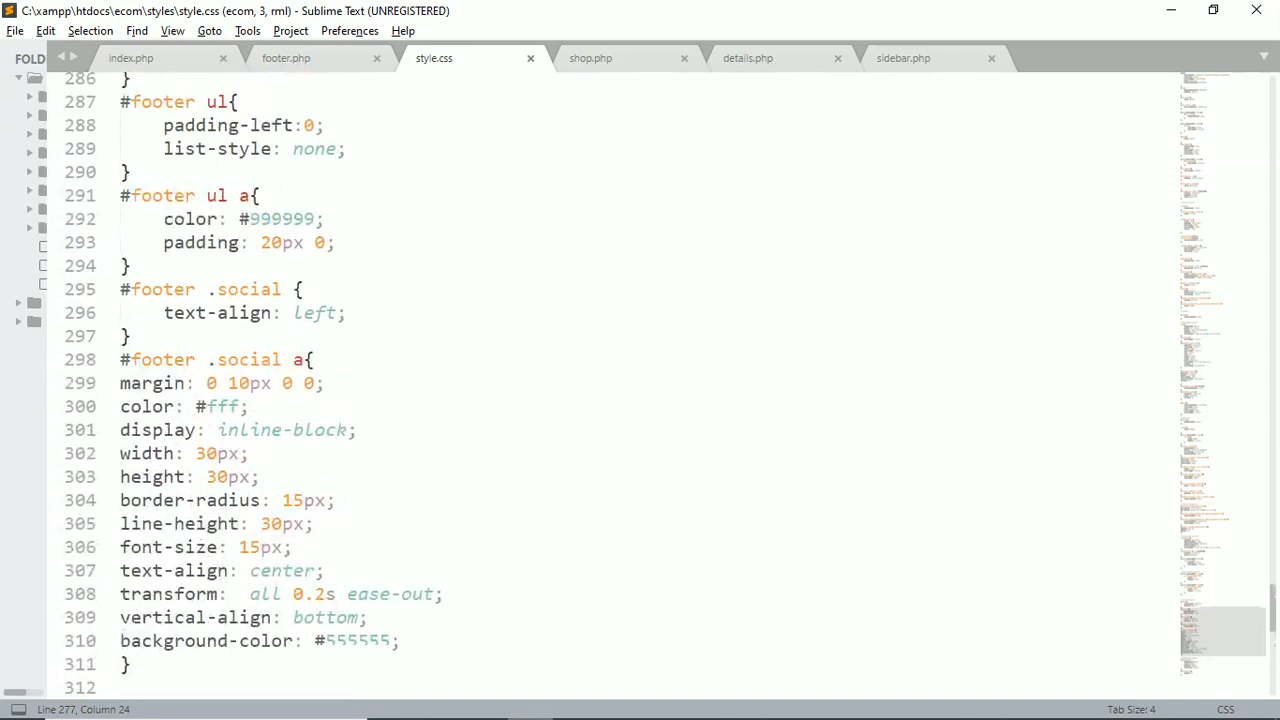 C:\xampp\htdocs\ecom\styles\style.css (ecom, 3, rml) - Sublime Text (UNREGISTERED)
File Edit Selection Find View Goto Tools Project Preferences Help
FOLD
index.php footer.php style.css shop.php details.p sidebar.php
286 }
287 #footer ul{
288 padding-left:0;
289 list-style: none;
290 }
291 #footer ul a{
292 color: #999999;
293 padding: 20px 0;
294 }
295 #footer .social
296 text-align: left;
297 }
298 #footer .social a
299 margin: 0 10px 0 0;
300 color: #fff;
301 display: inline-block;
302 width: 30px;
303 height: 30px;
304 border-radius: 15px;
305 line-height: 30px;
306 font-size: 15px;
307 text-align: center;
308 transform: all 0.2s ease-out;
309 vertical-align: bottom;
310 background-color: #555555;
311 }
312
Line 277, Column 24 Tab Size: 4 CSS